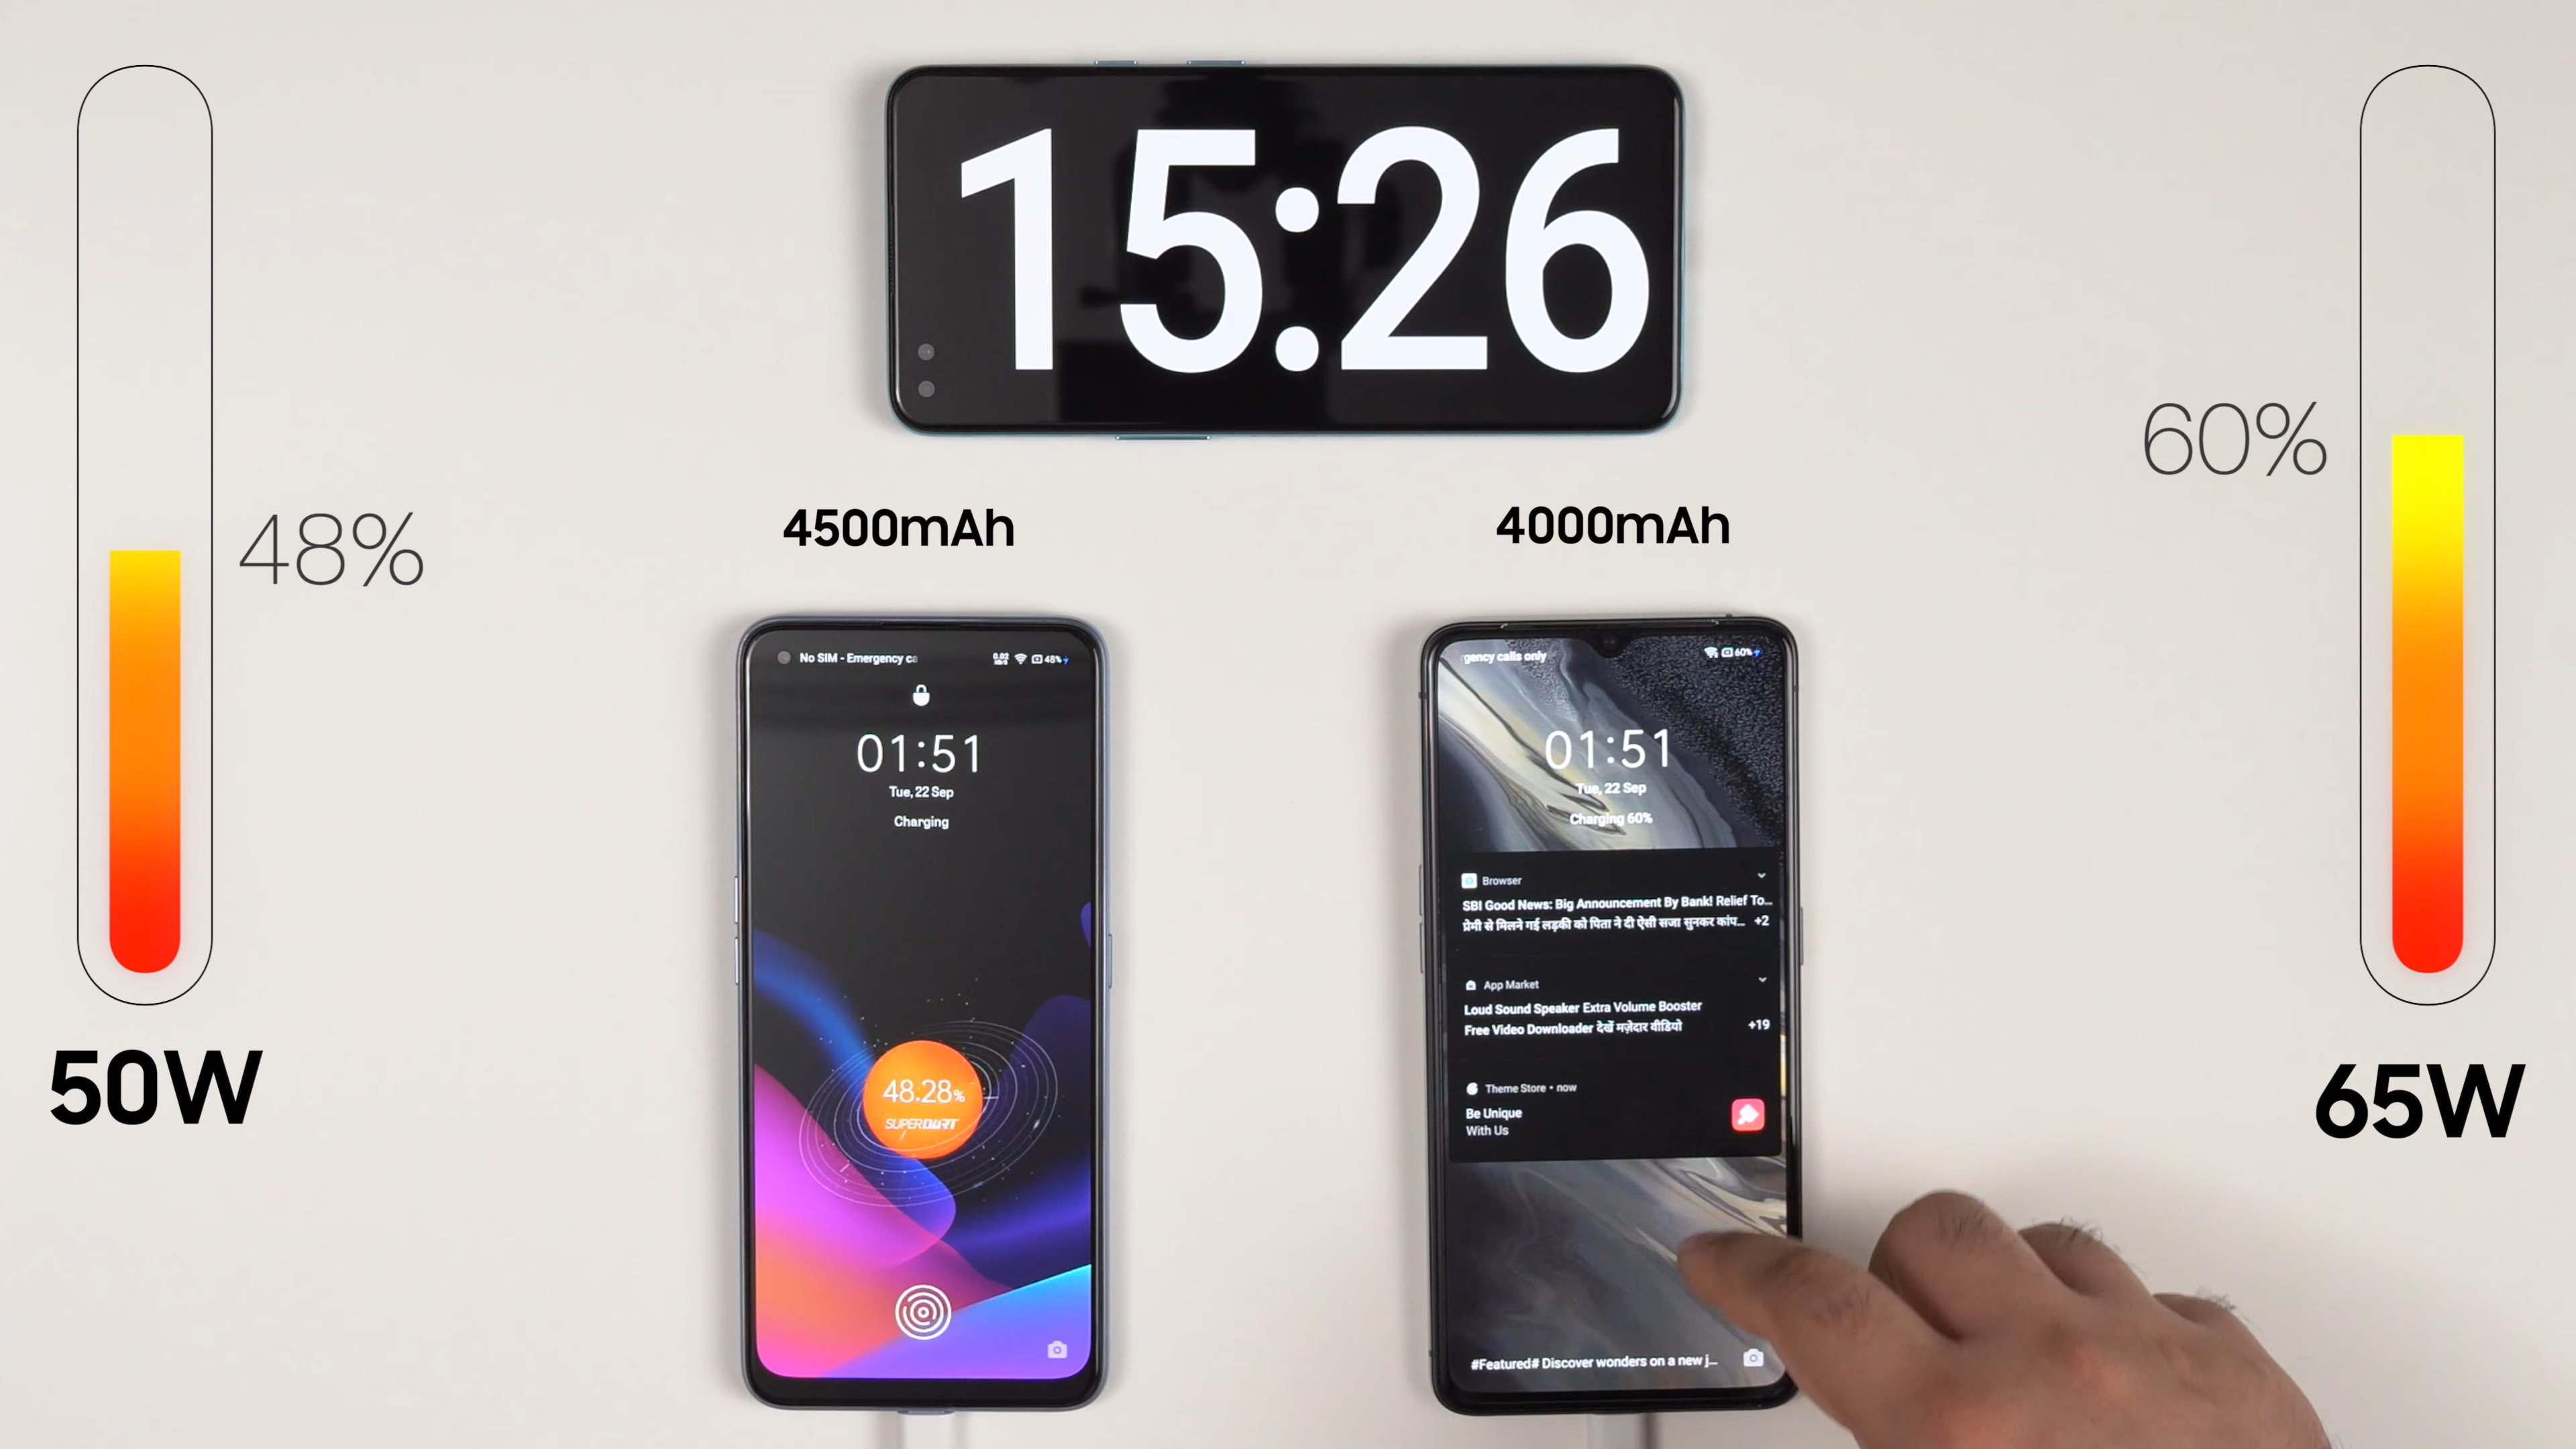 15:26
4500mAh
4000mAh
48%
60%
50W
65W
No SIM - Emergency ca
0.02
KB/S
48%
01:51
Tue, 22 Sep
Charging
48.28%
SUPERDART
gency calls only
60%
01:51
Tue, 22 Sep
Charging 60%
Browser
SBI Good News: Big Announcement By Bank! Relief To...
प्रेमी से मिलने गई लड़की को पिता ने दी ऐसी सजा सुनकर कांप... +2
App Market
Loud Sound Speaker Extra Volume Booster
Free Video Downloader देखें मज़ेदार वीडियो +19
Theme Store • now
Be Unique
With Us
#Featured# Discover wonders on a new j...